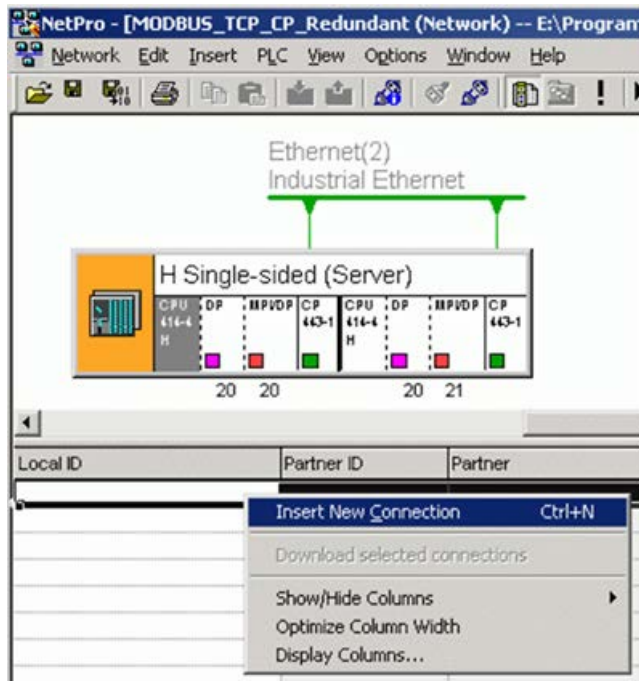 NetPro - [MODBUS_TCP_CP_Redundant (Network) -- E:\Program
Network Edit Insert PLC View Options Window Help
Ethernet(2)
Industrial Ethernet
H Single-sided (Server)
CPU DP MPI/DP CP CPU DP MPI/DP CP
414-4 443-1 414-4 443-1
H H
20 20 20 21
Local ID Partner ID Partner
Insert New Connection Ctrl+N
Download selected connections
Show/Hide Columns
Optimize Column Width
Display Columns...